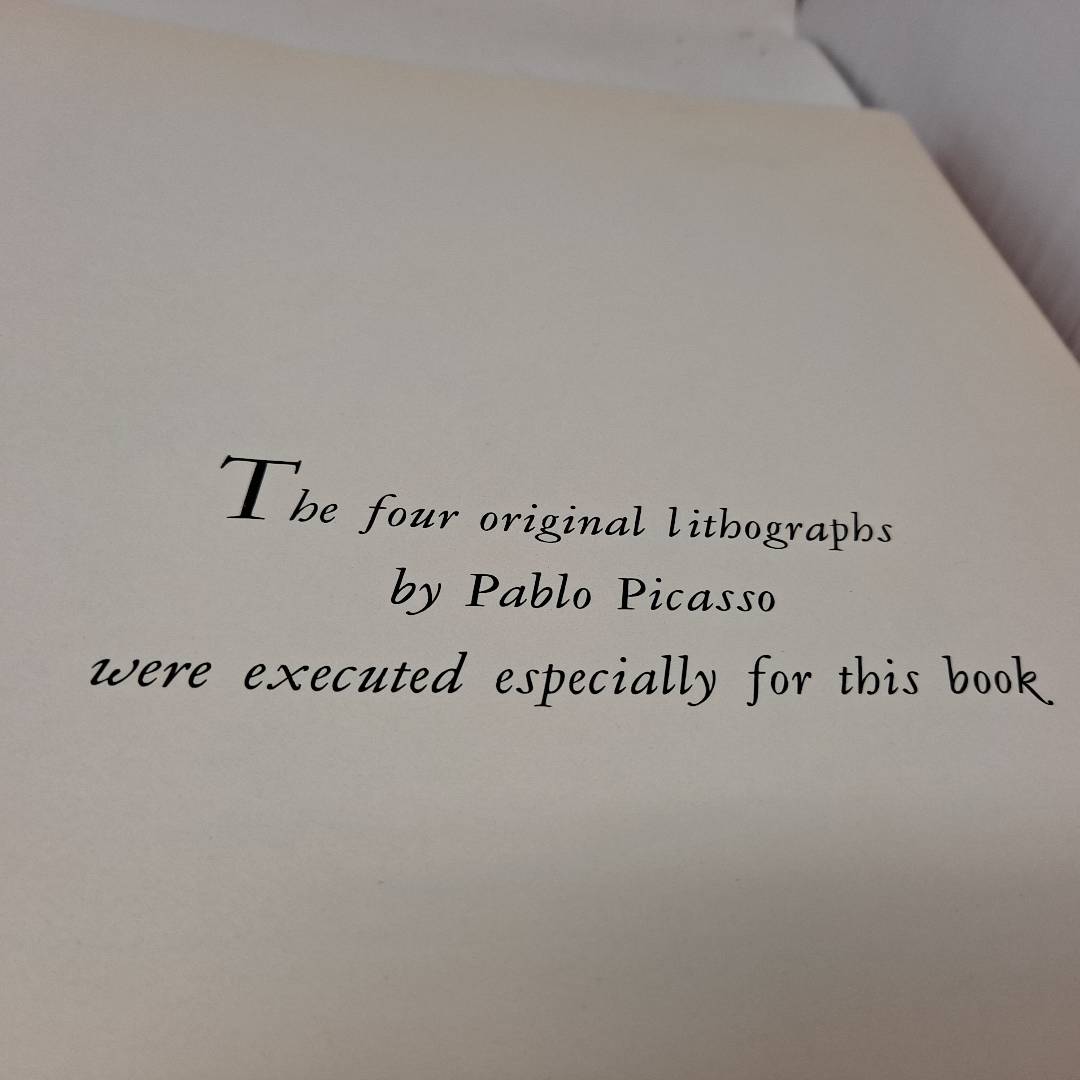 The four original lithographs
by Pablo Picasso
were executed especially for this book